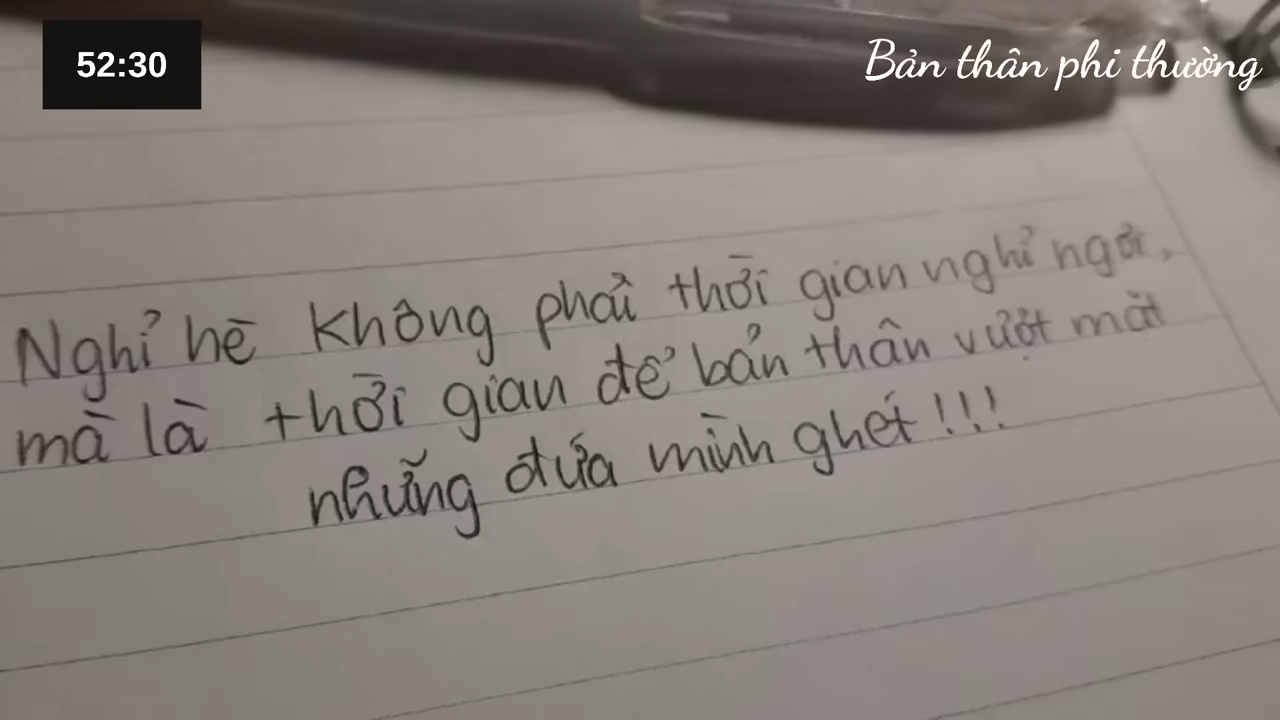 52:30
Bản thân phi thường
Nghỉ hè không phải thời gian nghỉ ngơi,
mà là thời gian để bản thân vượt mặt
những đứa mình ghét!!!